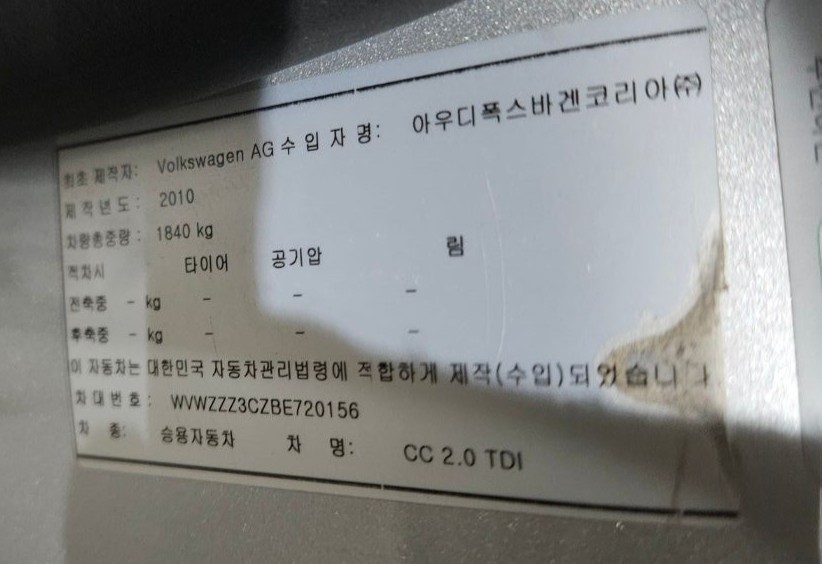 최초 제작자: Volkswagen AG 수 입 자 명: 아우디폭스바겐코리아㈜
제 작 년 도 : 2010
차량총중량 : 1840 kg
적차시 타이어 공기압 림
전축중 - kg - - -
후축중 - kg - - -
이 자동차는 대한민국 자동차관리법령에 적합하게 제작(수입)되었습니다.
차 대 번 호 : WVWZZZ3CZBE720156
차 종: 승용자동차 차 명: CC 2.0 TDI